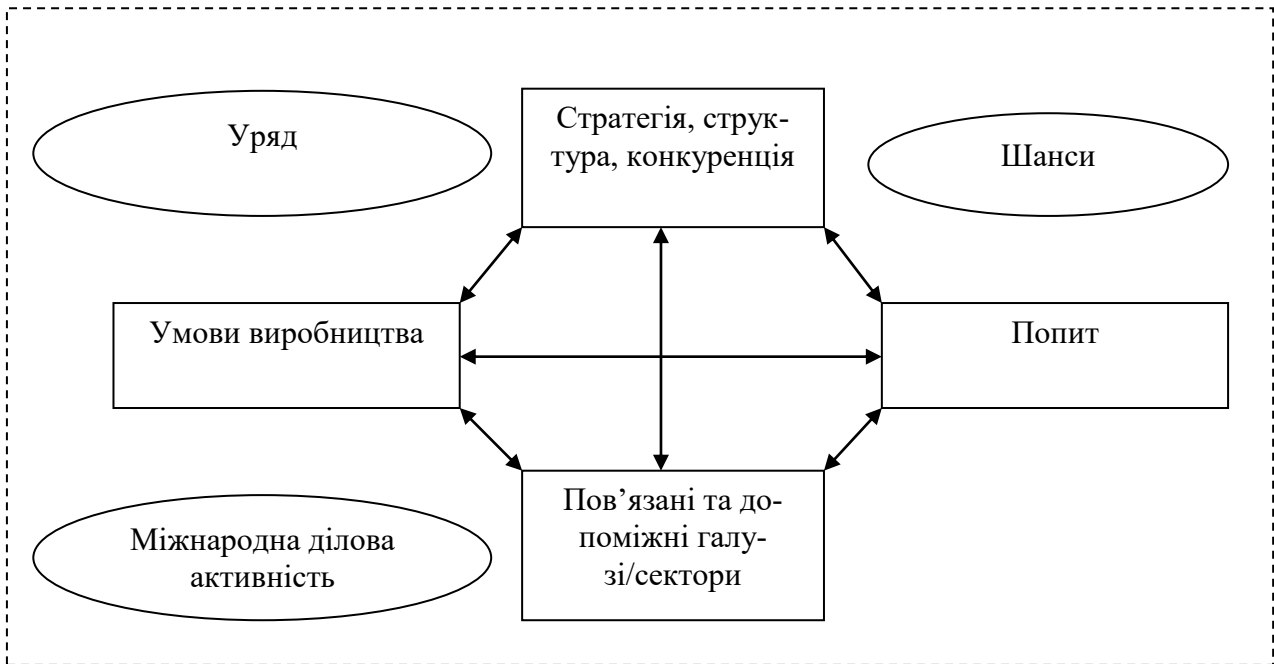 Уряд
Стратегія, струк-
тура, конкуренція
Шанси
Умови виробництва
Попит
Міжнародна ділова
активність
Пов’язані та до-
поміжні галу-
зі/сектори